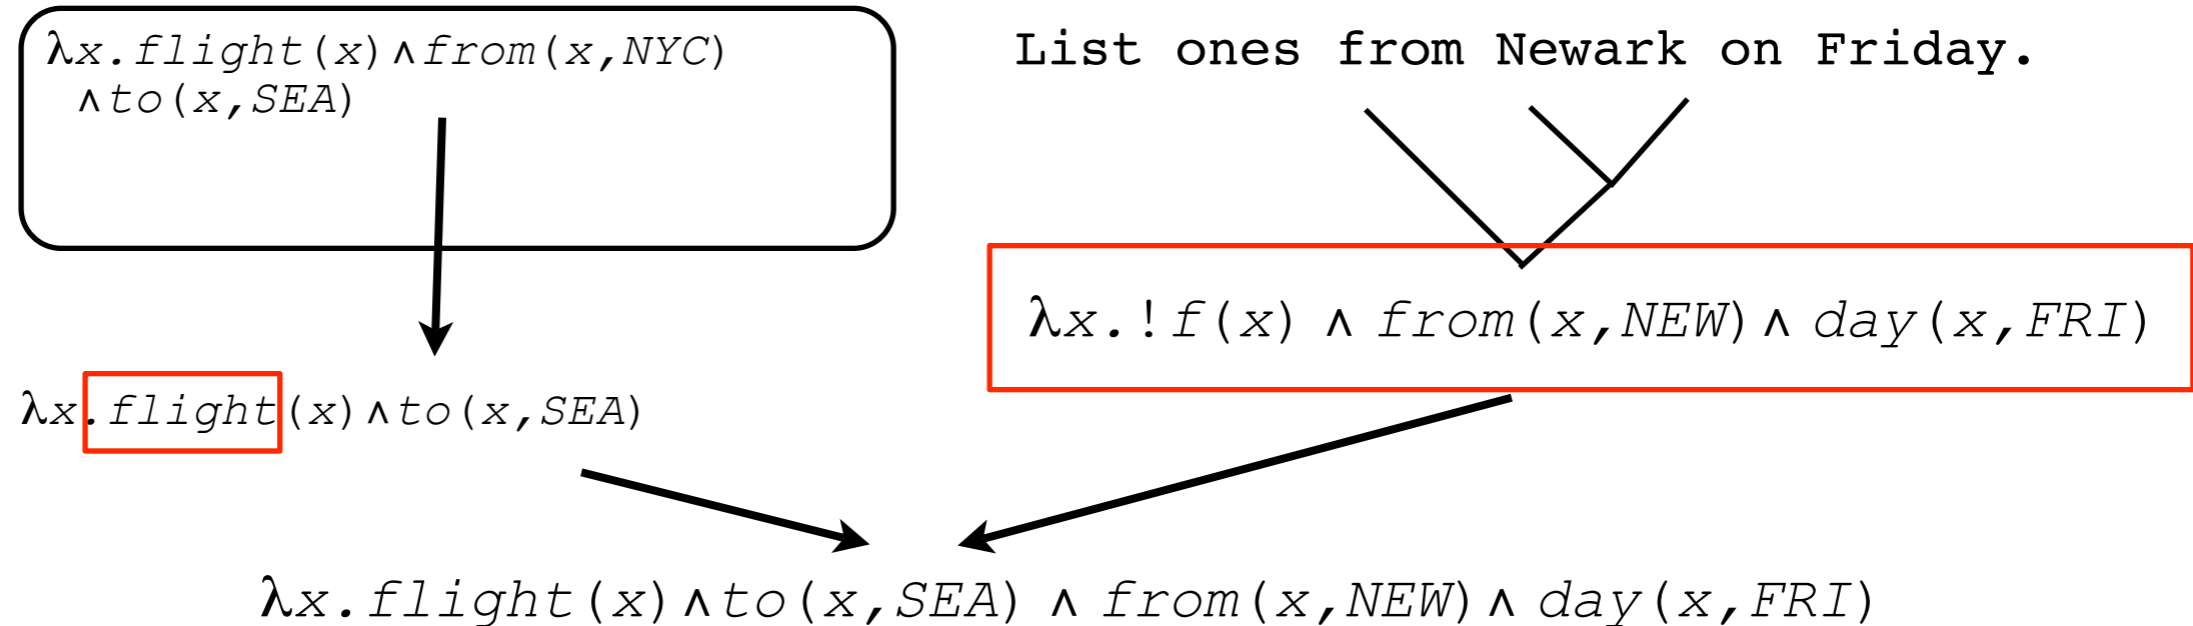 λx.flight(x)∧from(x,NYC)
∧to(x,SEA)
List ones from Newark on Friday.
λx.!f(x) ∧ from(x,NEW)∧ day(x,FRI)
λx.flight(x)∧to(x,SEA)
λx.flight(x)∧to(x,SEA) ∧ from(x,NEW)∧ day(x,FRI)